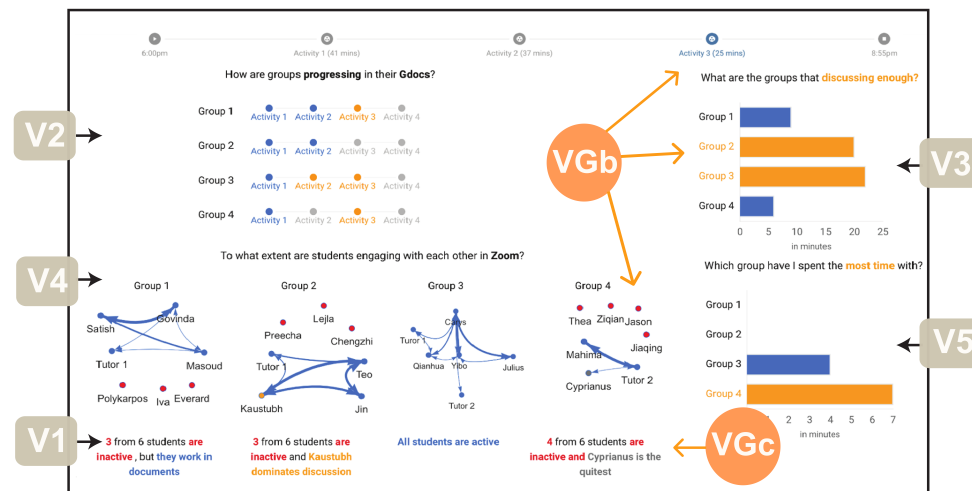 6:00pm
Activity 1 (41 mins)
Activity 2 (37 mins)
Activity 3 (25 mins)
8:55pm
How are groups progressing in their Gdocs?
Group 1
Activity 1 Activity 2 Activity 3 Activity 4
Group 2
Activity 1 Activity 2 Activity 3 Activity 4
Group 3
Activity 1 Activity 2 Activity 3 Activity 4
Group 4
Activity 1 Activity 2 Activity 3 Activity 4
V2
VGb
What are the groups that discussing enough?
Group 1
Group 2
Group 3
Group 4
0 5 10 15 20 25
in minutes
V3
To what extent are students engaging with each other in Zoom?
V4
Group 1
Satish
Govinda
Tutor 1
Masoud
Polykarpos
Iva
Everard
Group 2
Lejla
Preecha
Chengzhi
Tutor 1
Teo
Kaustubh
Jin
Group 3
Carys
Turor 1
Qianhua
Yibo
Julius
Tutor 2
Group 4
Thea
Ziqian
Jason
Jiaqing
Mahima
Cyprianus
Tutor 2
Which group have I spent the most time with?
Group 1
Group 2
Group 3
Group 4
1 2 3 4 5 6 7
in minutes
V5
V1
3 from 6 students are
inactive , but they work in
documents
3 from 6 students are
inactive and Kaustubh
dominates discussion
All students are active
4 from 6 students are
inactive and Cyprianus is the
quitest
VGc